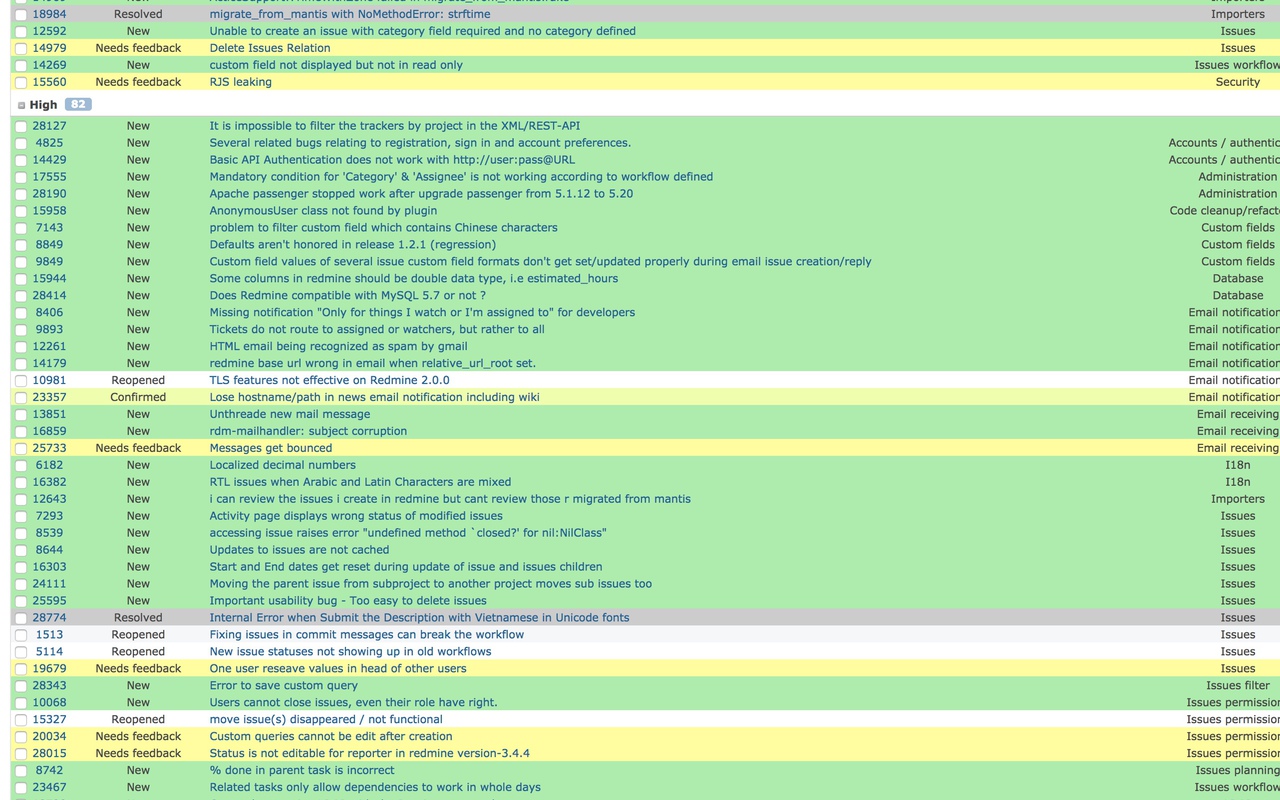 18984 Resolved migrate_from_mantis with NoMethodError: strftime Importers
12592 New Unable to create an issue with category field required and no category defined Issues
14979 Needs feedback Delete Issues Relation Issues
14269 New custom field not displayed but not in read only Issues workflow
15560 Needs feedback RJS leaking Security
High 82
28127 New It is impossible to filter the trackers by project in the XML/REST-API
4825 New Several related bugs relating to registration, sign in and account preferences. Accounts / authentic
14429 New Basic API Authentication does not work with http://user:pass@URL Accounts / authentic
17555 New Mandatory condition for 'Category' & 'Assignee' is not working according to workflow defined Administration
28190 New Apache passenger stopped work after upgrade passenger from 5.1.12 to 5.20 Administration
15958 New AnonymousUser class not found by plugin Code cleanup/refact
7143 New problem to filter custom field which contains Chinese characters Custom fields
8849 New Defaults aren't honored in release 1.2.1 (regression) Custom fields
9849 New Custom field values of several issue custom field formats don't get set/updated properly during email issue creation/reply Custom fields
15944 New Some columns in redmine should be double data type, i.e estimated_hours Database
28414 New Does Redmine compatible with MySQL 5.7 or not ? Database
8406 New Missing notification "Only for things I watch or I'm assigned to" for developers Email notification
9893 New Tickets do not route to assigned or watchers, but rather to all Email notification
12261 New HTML email being recognized as spam by gmail Email notification
14179 New redmine base url wrong in email when relative_url_root set. Email notification
10981 Reopened TLS features not effective on Redmine 2.0.0 Email notification
23357 Confirmed Lose hostname/path in news email notification including wiki Email notification
13851 New Unthreade new mail message Email receiving
16859 New rdm-mailhandler: subject corruption Email receiving
25733 Needs feedback Messages get bounced Email receiving
6182 New Localized decimal numbers I18n
16382 New RTL issues when Arabic and Latin Characters are mixed I18n
12643 New i can review the issues i create in redmine but cant review those r migrated from mantis Importers
7293 New Activity page displays wrong status of modified issues Issues
8539 New accessing issue raises error "undefined method `closed?' for nil:NilClass" Issues
8644 New Updates to issues are not cached Issues
16303 New Start and End dates get reset during update of issue and issues children Issues
24111 New Moving the parent issue from subproject to another project moves sub issues too Issues
25595 New Important usability bug - Too easy to delete issues Issues
28774 Resolved Internal Error when Submit the Description with Vietnamese in Unicode fonts Issues
1513 Reopened Fixing issues in commit messages can break the workflow Issues
5114 Reopened New issue statuses not showing up in old workflows Issues
19679 Needs feedback One user reseave values in head of other users Issues
28343 New Error to save custom query Issues filter
10068 New Users cannot close issues, even their role have right. Issues permission
15327 Reopened move issue(s) disappeared / not functional Issues permission
20034 Needs feedback Custom queries cannot be edit after creation Issues permission
28015 Needs feedback Status is not editable for reporter in redmine version-3.4.4 Issues permission
8742 New % done in parent task is incorrect Issues planning
23467 New Related tasks only allow dependencies to work in whole days Issues workflow